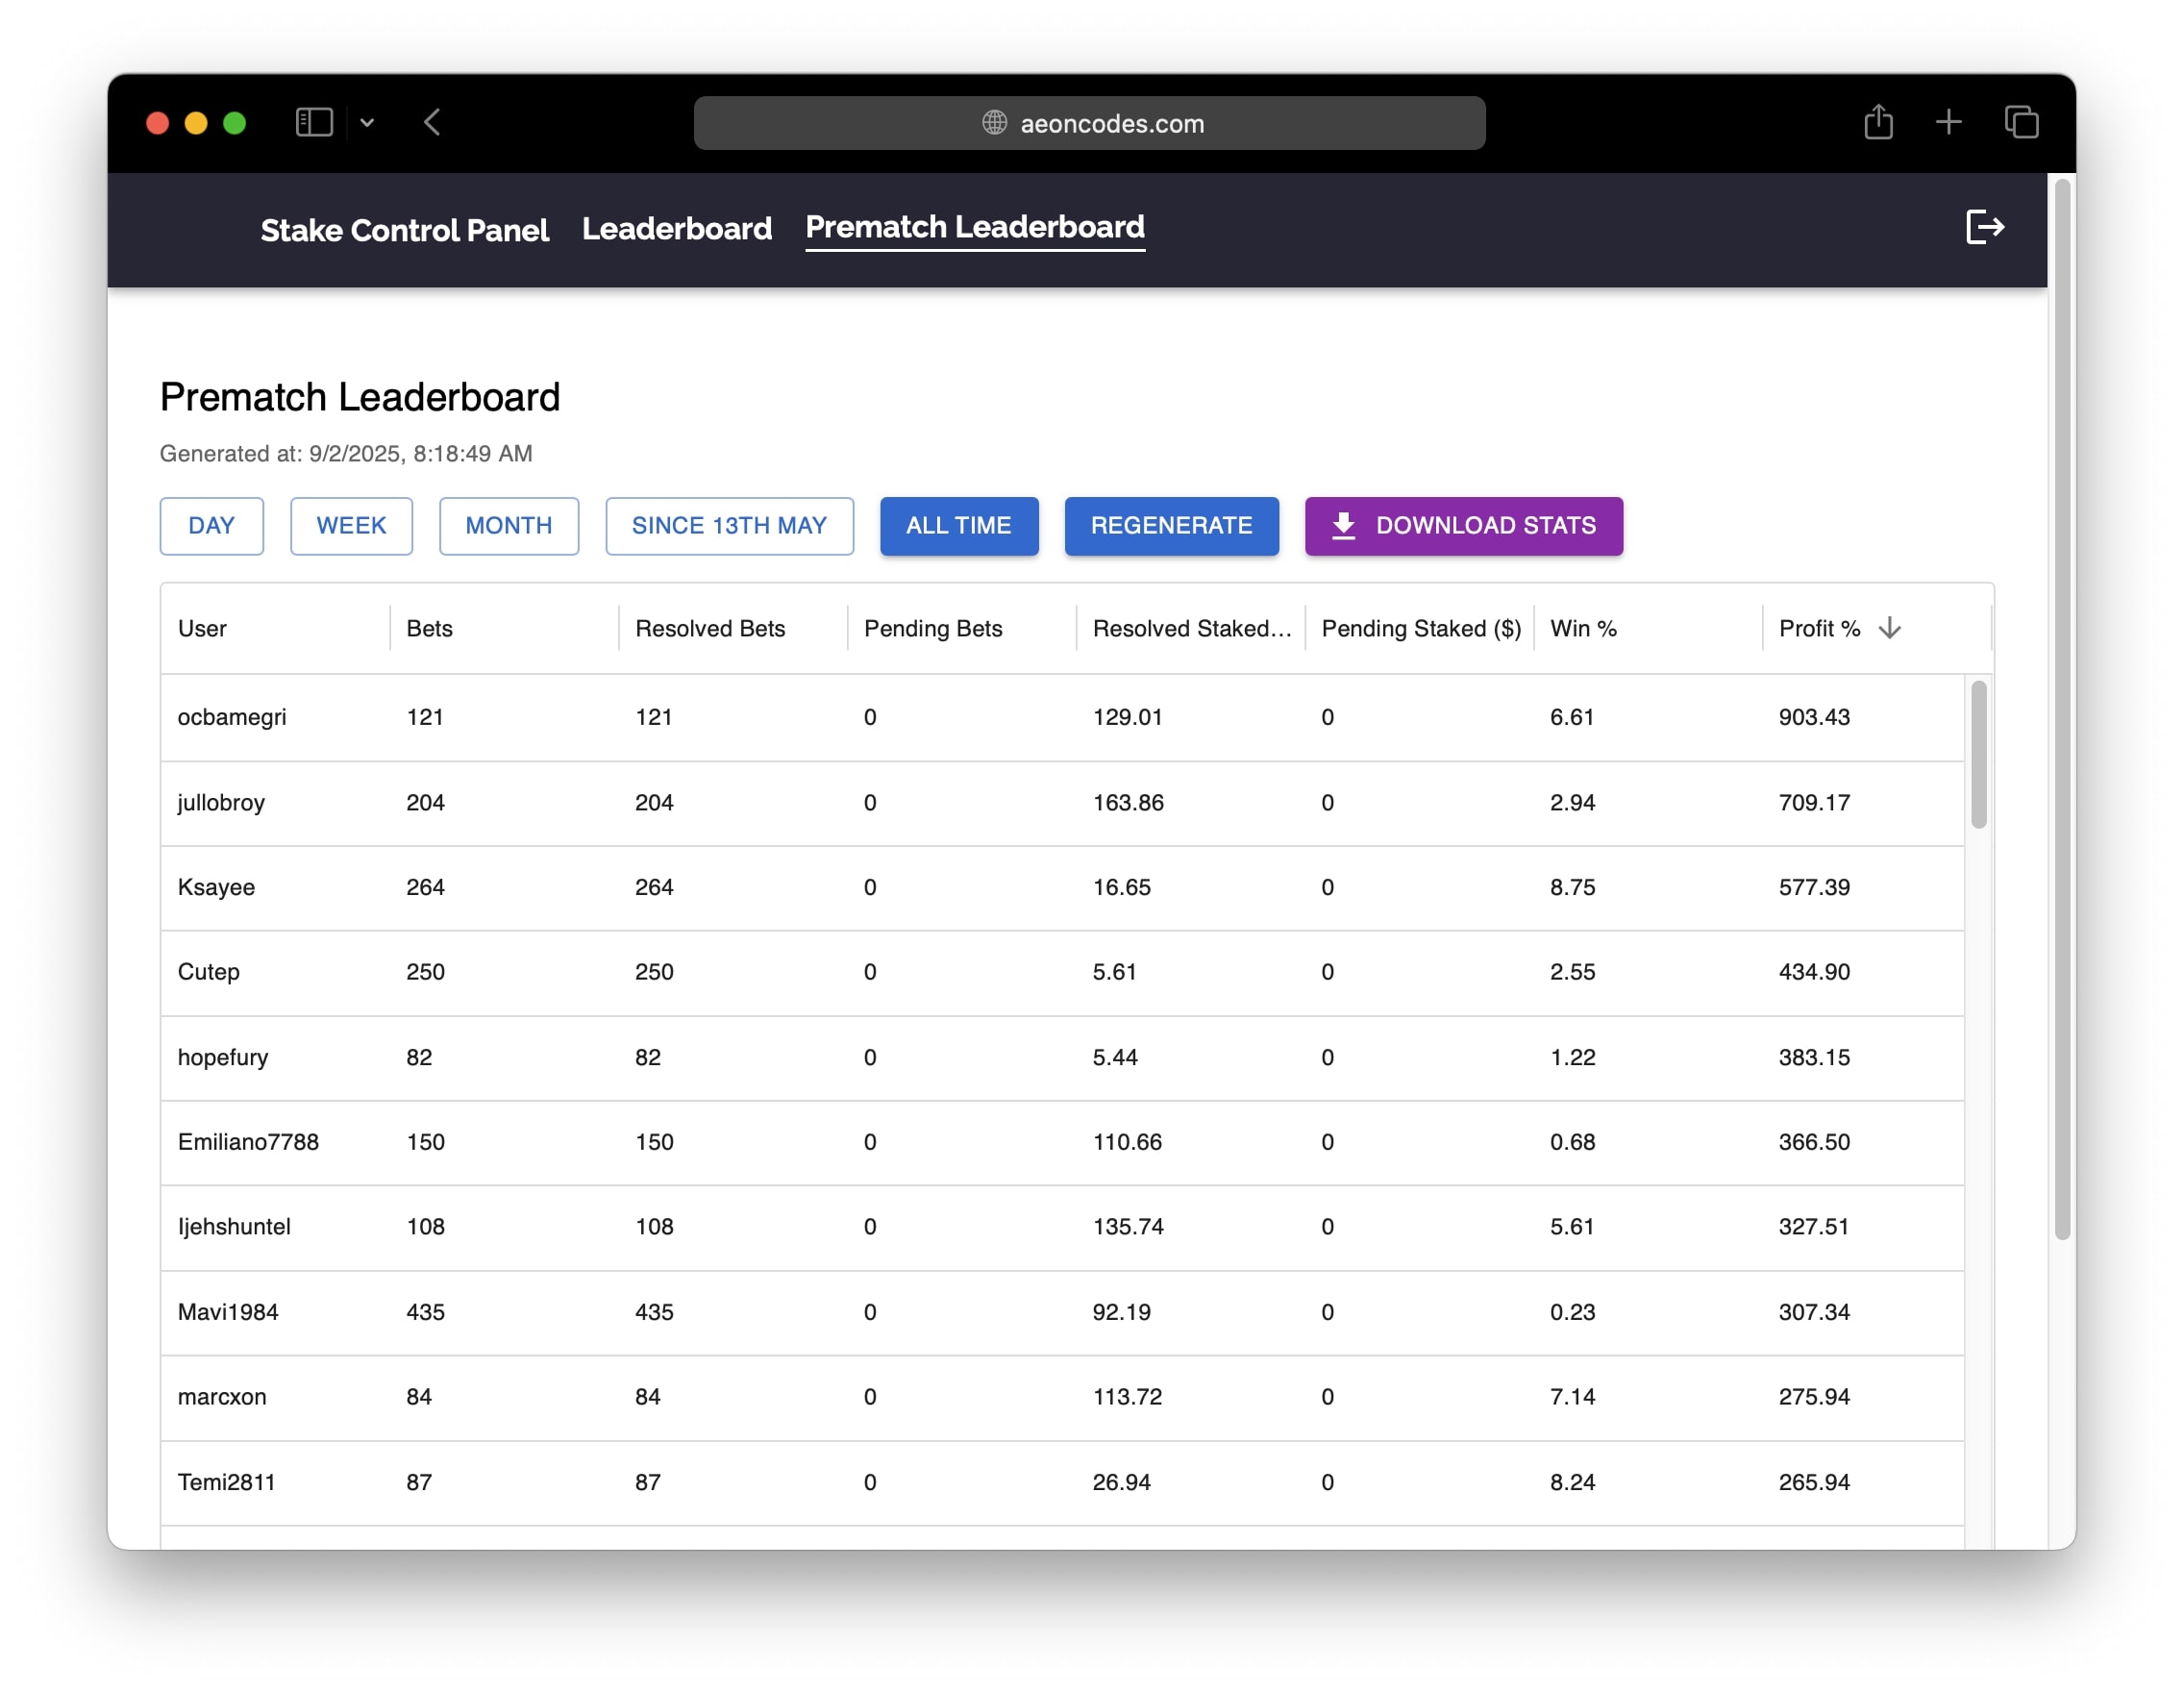 aeoncodes.com
Stake Control Panel Leaderboard Prematch Leaderboard
Prematch Leaderboard
Generated at: 9/2/2025, 8:18:49 AM
DAY WEEK MONTH SINCE 13TH MAY ALL TIME REGENERATE DOWNLOAD STATS
User Bets Resolved Bets Pending Bets Resolved Staked... Pending Staked ($) Win % Profit %
ocbamegri 121 121 0 129.01 0 6.61 903.43
jullobroy 204 204 0 163.86 0 2.94 709.17
Ksayee 264 264 0 16.65 0 8.75 577.39
Cutep 250 250 0 5.61 0 2.55 434.90
hopefury 82 82 0 5.44 0 1.22 383.15
Emiliano7788 150 150 0 110.66 0 0.68 366.50
Ijehshuntel 108 108 0 135.74 0 5.61 327.51
Mavi1984 435 435 0 92.19 0 0.23 307.34
marcxon 84 84 0 113.72 0 7.14 275.94
Temi2811 87 87 0 26.94 0 8.24 265.94